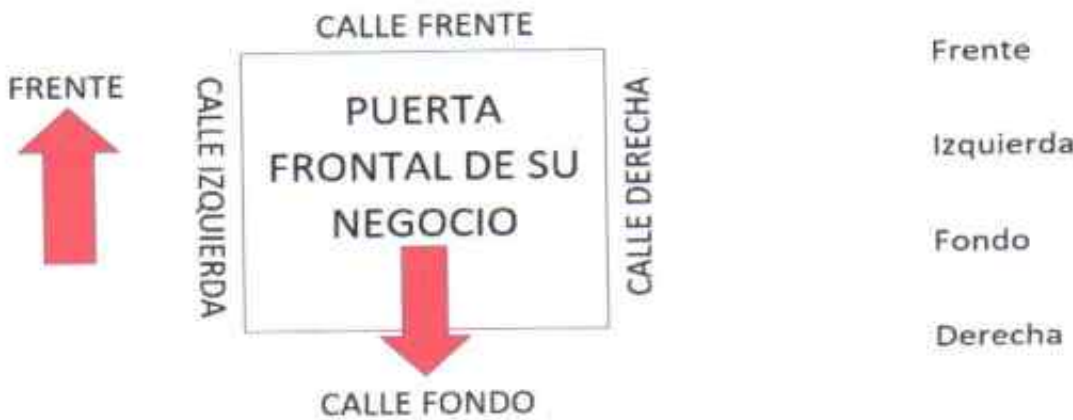 CALLE FRENTE
FRENTE
CALLE IZQUIERDA
PUERTA
FRONTAL DE SU
NEGOCIO
CALLE DERECHA
CALLE FONDO
Frente
Izquierda
Fondo
Derecha